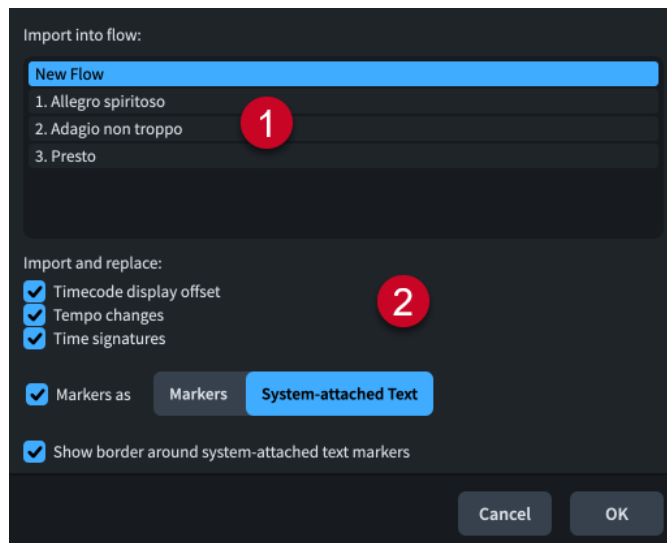 Import into flow:
New Flow
1. Allegro spiritoso
2. Adagio non troppo
3. Presto
1
Import and replace:
Timecode display offset
Tempo changes
Time signatures
2
Markers as Markers System-attached Text
Show border around system-attached text markers
Cancel OK